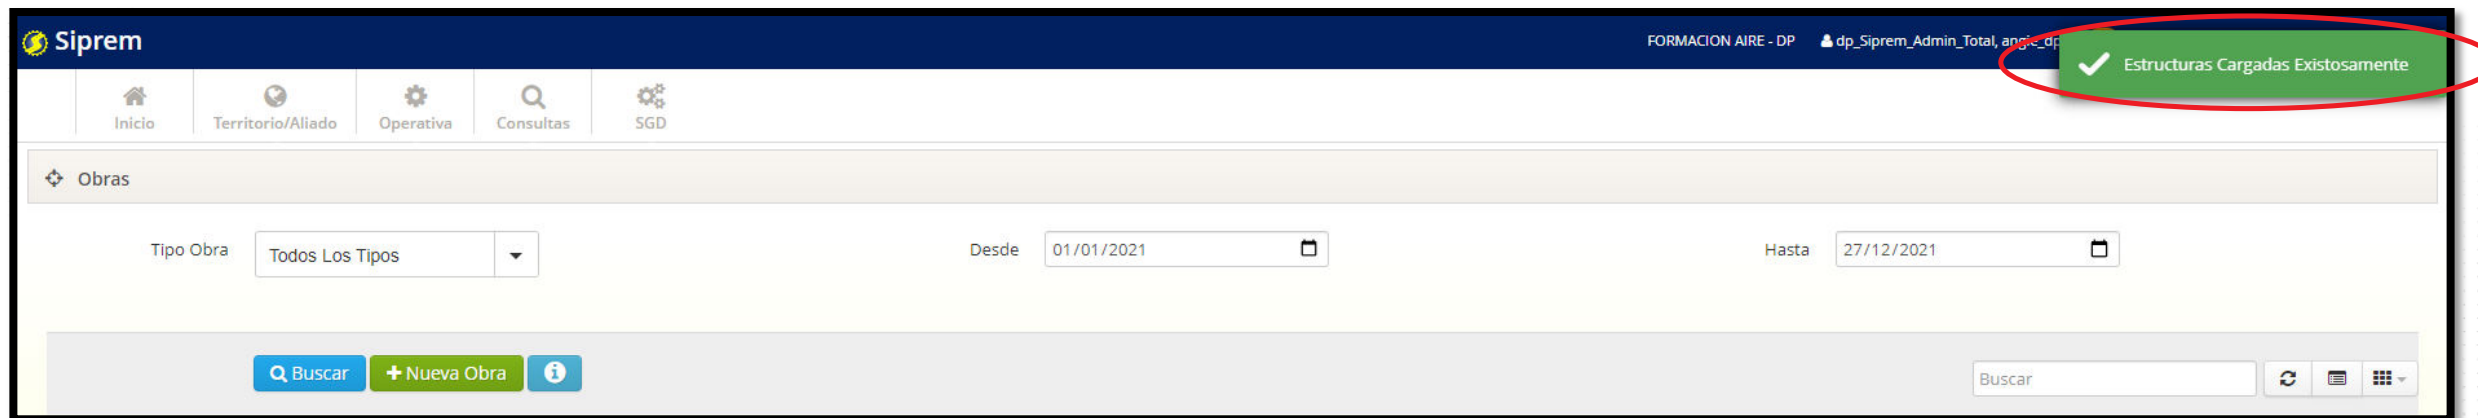 Siprem
FORMACION AIRE - DP dp_Siprem_Admin_Total, angie_dp
Estructuras Cargadas Existosamente
Inicio Territorio/Aliado Operativa Consultas SGD
Obras
Tipo Obra Todos Los Tipos Desde 01/01/2021 Hasta 27/12/2021
Buscar Nueva Obra Buscar